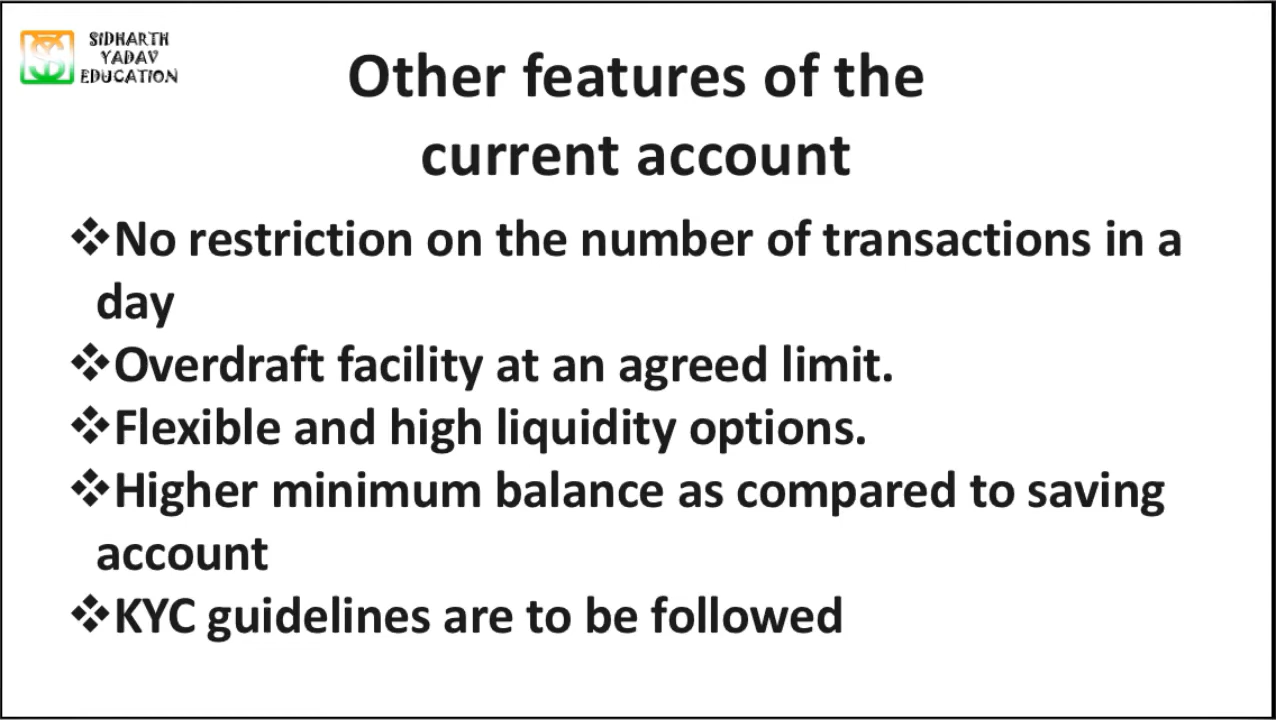 SIDHARTH
YADAV
EDUCATION
Other features of the
current account
❖No restriction on the number of transactions in a
day
❖Overdraft facility at an agreed limit.
❖Flexible and high liquidity options.
❖Higher minimum balance as compared to saving
account
❖KYC guidelines are to be followed